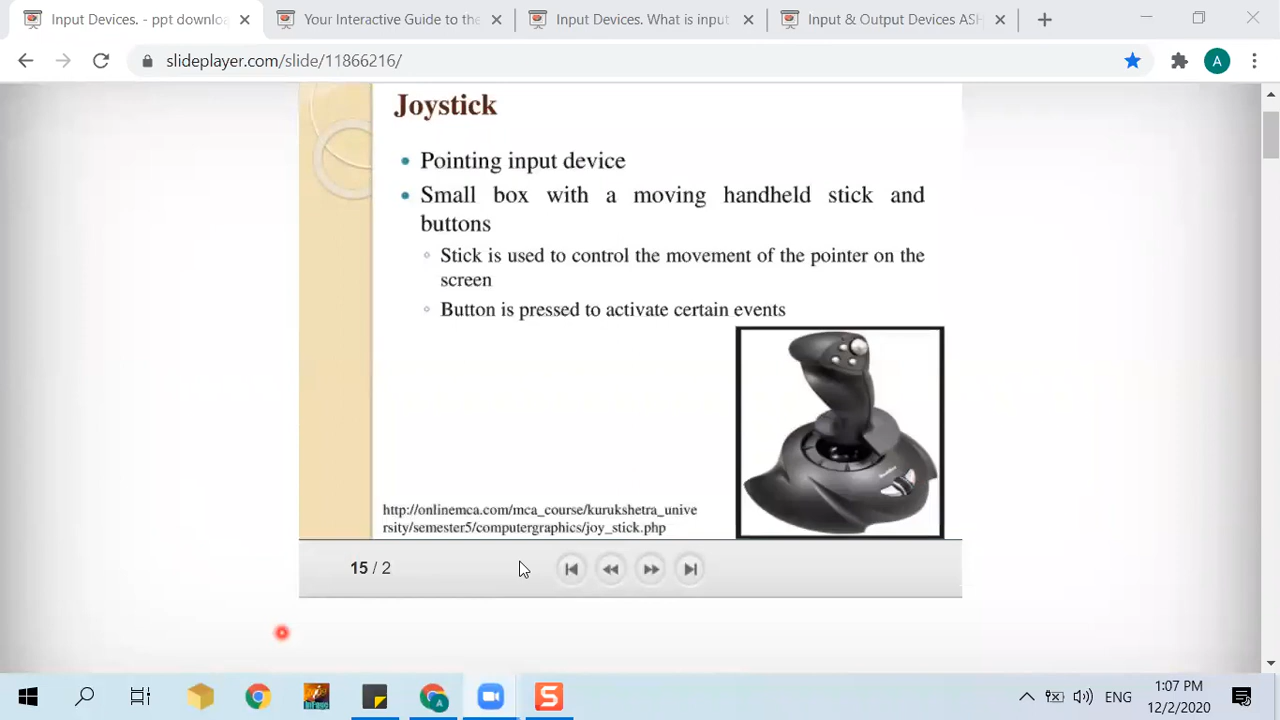 Input Devices. - ppt downloa
Your Interactive Guide to the
Input Devices. What is input
Input & Output Devices ASH
slideplayer.com/slide/11866216/
A
Joystick
Pointing input device
Small box with a moving handheld stick and
buttons
Stick is used to control the movement of the pointer on the
screen
Button is pressed to activate certain events
http://onlinemca.com/mca_course/kurukshetra_unive
rsity/semester5/computergraphics/joy_stick.php
15 / 2
A
S
ENG
1:07 PM
12/2/2020